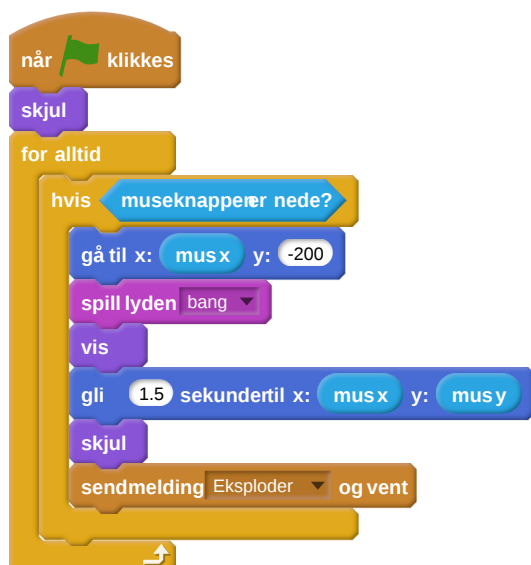 når klikkes
skjul
for alltid
hvis museknappen er nede?
gå til x: mus x y: -200
spill lyden bang
vis
gli 1.5 sekunder til x: mus x y: mus y
skjul
send melding Eksploder og vent